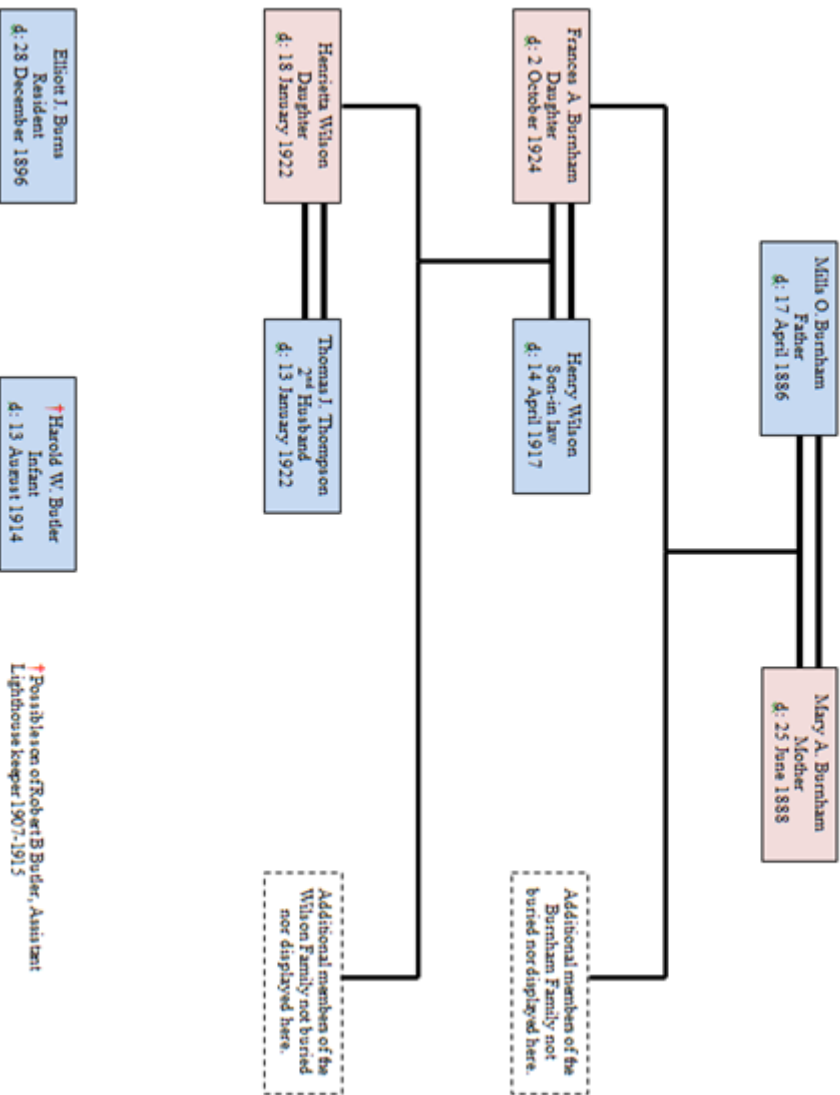 Mills O. Burnham
Father
d: 17 April 1886
Mary A. Burnham
Mother
d: 25 June 1888
Frances A .Burnham
Daughter
d: 2 October 1924
Henry Wilson
Son-in law
d: 14 April 1917
Additional members of the
Burnham Family not
buried nor displayed here.
Henrietta Wilson
Daughter
d: 18 January 1922
Thomas J. Thompson
2nd Husband
d: 13 January 1922
Additional members of the
Wilson Family not buried
nor displayed here.
Elliott J. Burns
Resident
d: 28 December 1896
† Harold W. Butler
Infant
d: 13 August 1914
† Possible son of Robert B Butler, Assistant
Lighthouse keeper 1907-1915